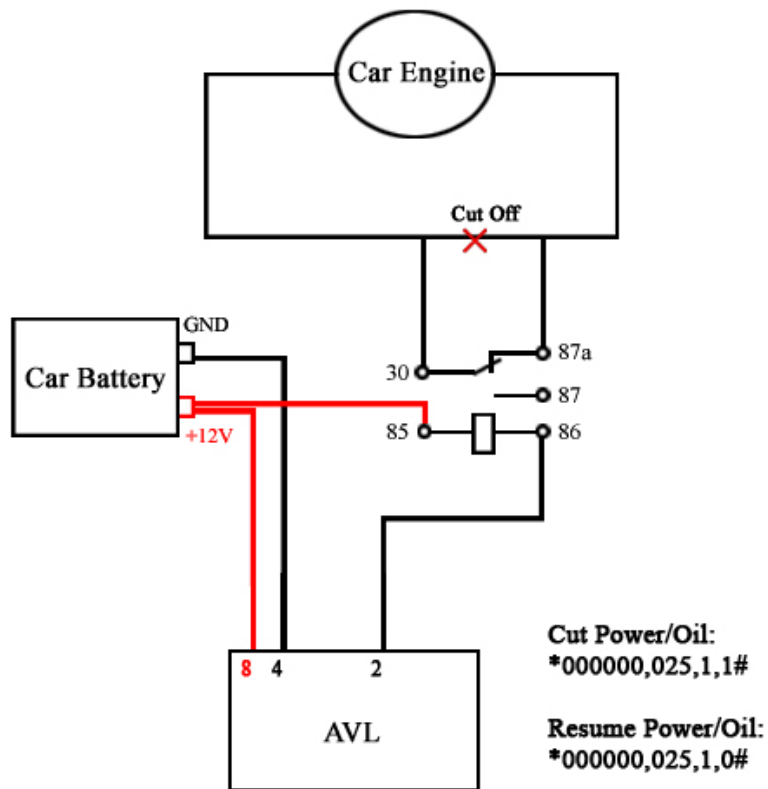 Car Engine
Cut Off
GND
Car Battery
+12V
30
87a
87
85
86
8 4 2
AVL
Cut Power/Oil:
*000000,025,1,1#
Resume Power/Oil:
*000000,025,1,0#